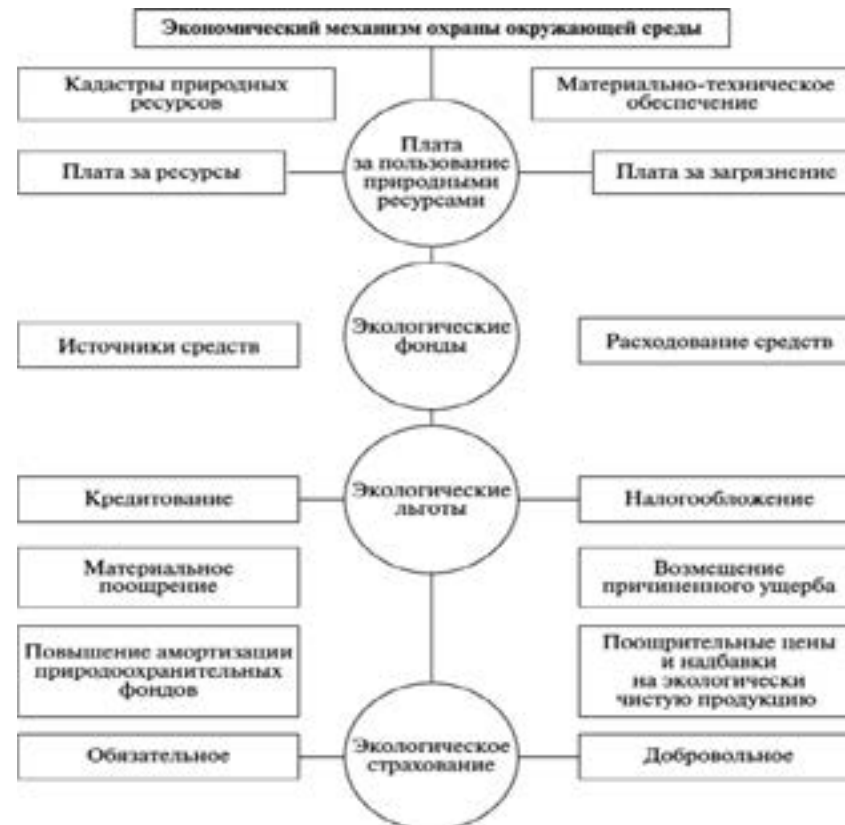 Экономический механизм охраны окружающей среды
Кадастры природных
ресурсов
Материально-техническое
обеспечение
Плата
за пользование
природными
ресурсами
Плата за ресурсы
Плата за загрязнение
Экологические
фонды
Источники средств
Расходование средств
Кредитование
Экологические
льготы
Налогообложение
Материальное
поощрение
Возмещение
причиненного ущерба
Повышение амортизации
природоохранительных
фондов
Поощрительные цены
и надбавки
на экологически
чистую продукцию
Обязательное
Экологическое
страхование
Добровольное